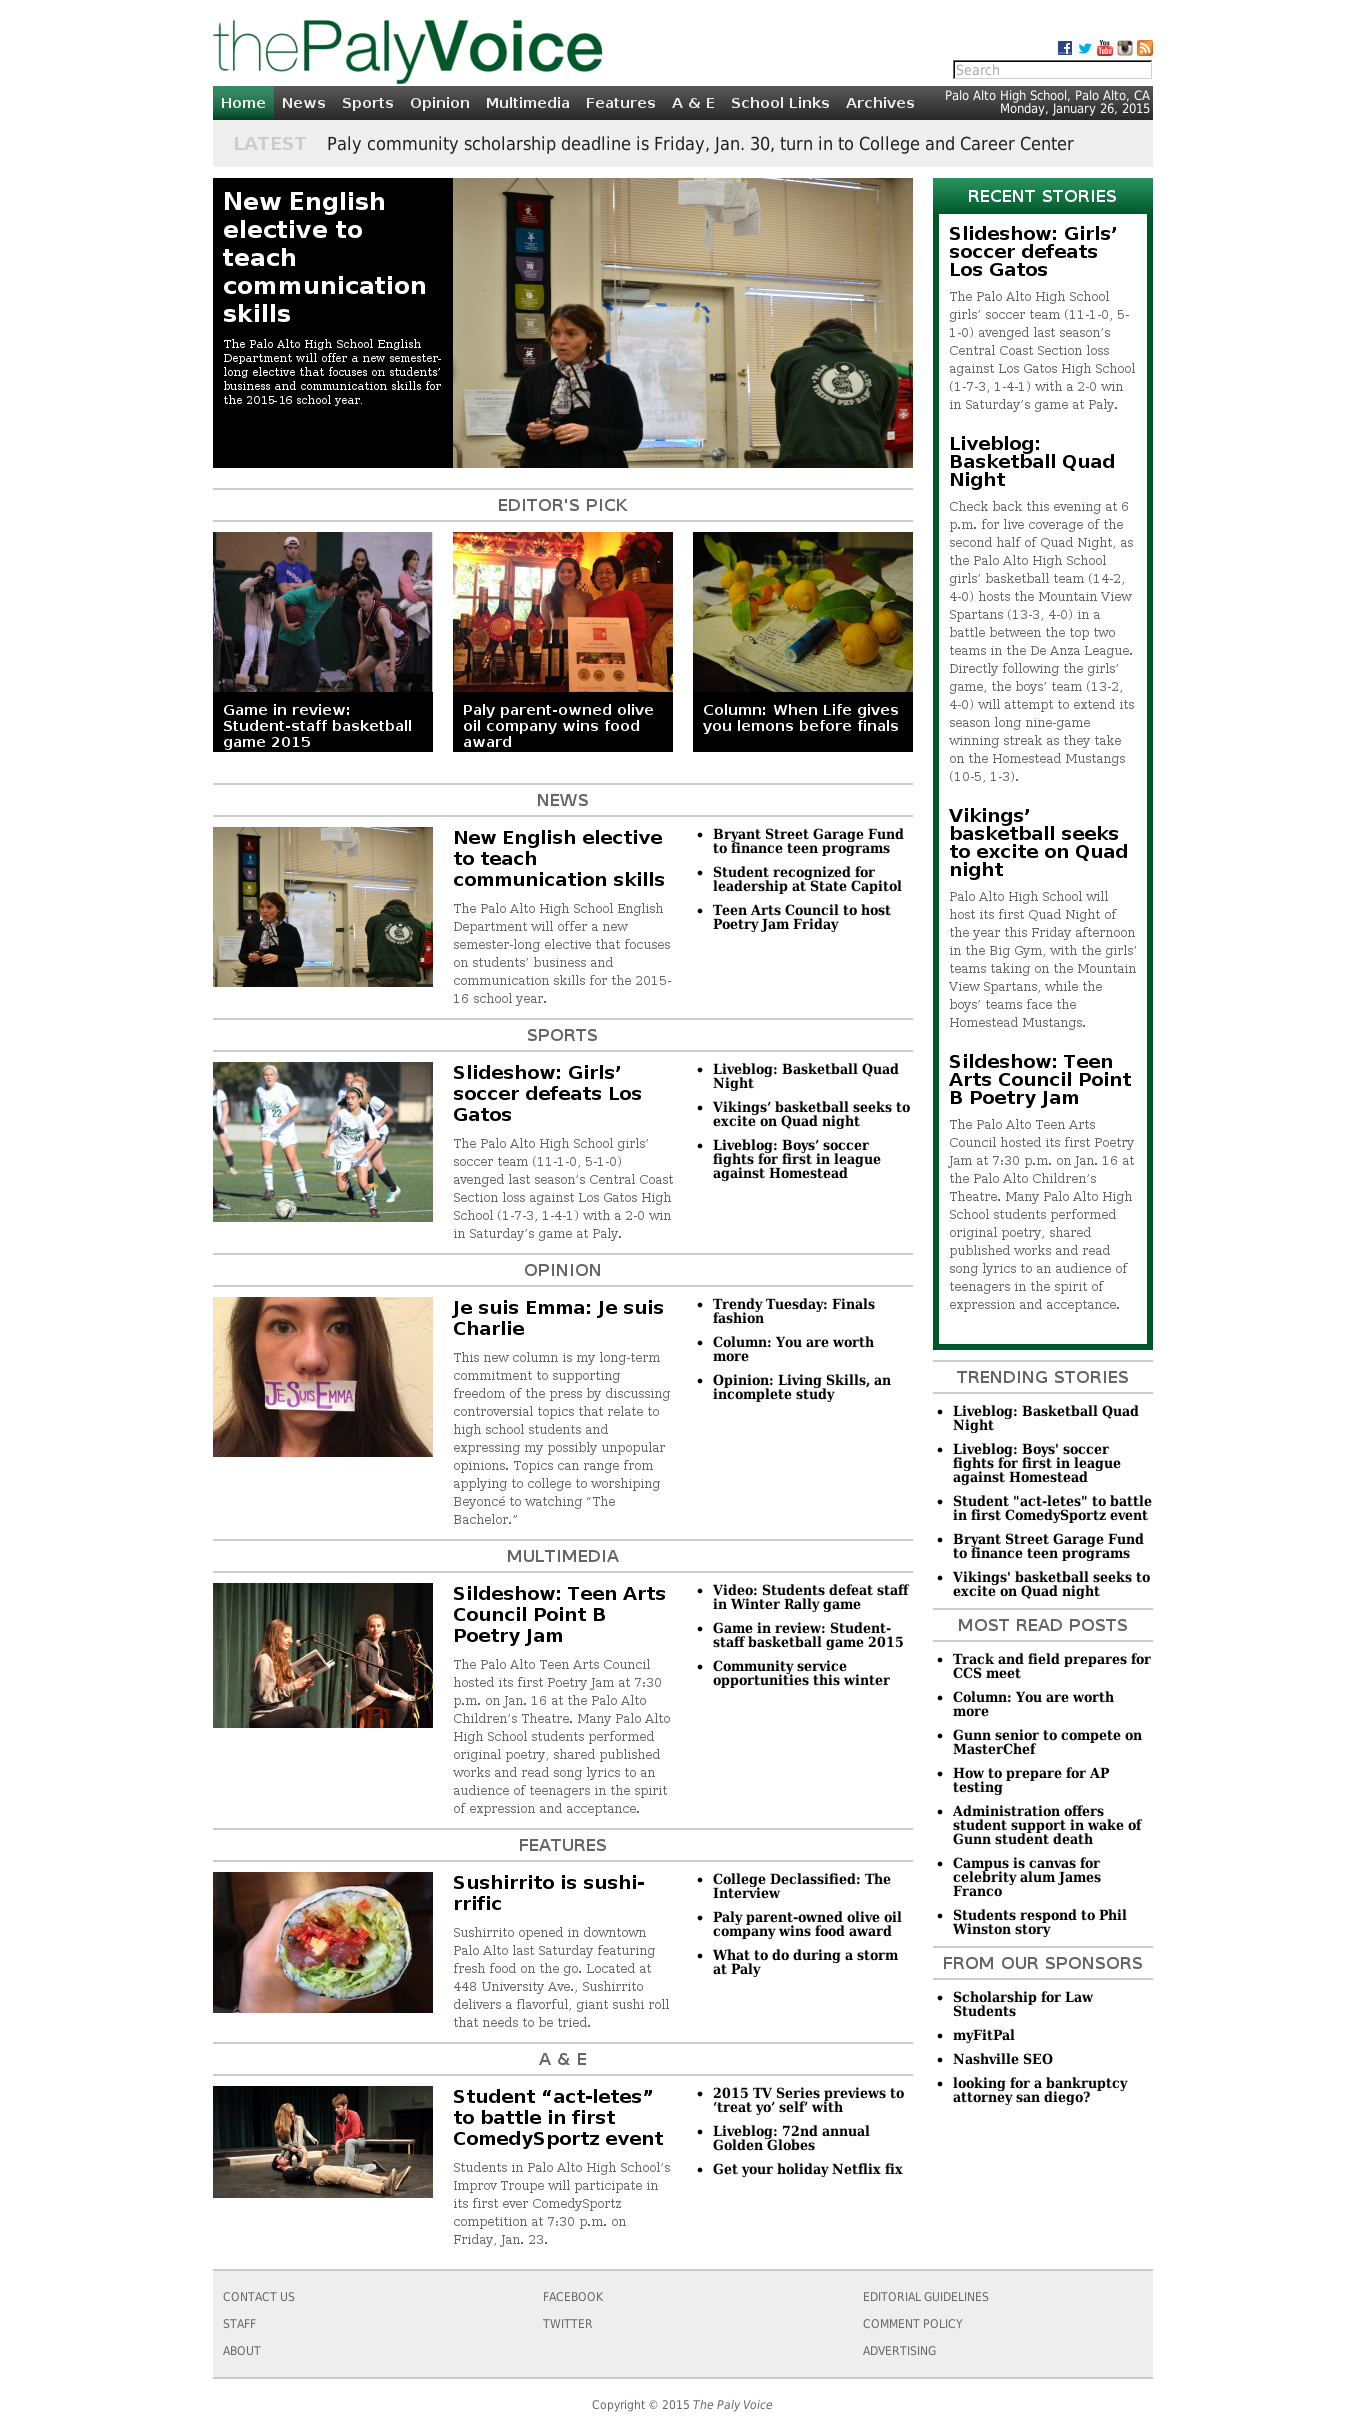 thePalyVoice
Search
Home News Sports Opinion Multimedia Features A & E School Links Archives
Palo Alto High School, Palo Alto, CA
Monday, January 26, 2015
LATEST Paly community scholarship deadline is Friday, Jan. 30, turn in to College and Career Center
New English
elective to
teach
communication
skills
The Palo Alto High School English
Department will offer a new semester-
long elective that focuses on students’
business and communication skills for
the 2015-16 school year.
EDITOR'S PICK
Game in review:
Student-staff basketball
game 2015
Paly parent-owned olive
oil company wins food
award
Column: When Life gives
you lemons before finals
NEWS
New English elective
to teach
communication skills
The Palo Alto High School English
Department will offer a new
semester-long elective that focuses
on students’ business and
communication skills for the 2015-
16 school year.
Bryant Street Garage Fund
to finance teen programs
Student recognized for
leadership at State Capitol
Teen Arts Council to host
Poetry Jam Friday
SPORTS
Slideshow: Girls’
soccer defeats Los
Gatos
The Palo Alto High School girls’
soccer team (11-1-0, 5-1-0)
avenged last season’s Central Coast
Section loss against Los Gatos High
School (1-7-3, 1-4-1) with a 2-0 win
in Saturday’s game at Paly.
Liveblog: Basketball Quad
Night
Vikings’ basketball seeks to
excite on Quad night
Liveblog: Boys’ soccer
fights for first in league
against Homestead
OPINION
JE SUIS EMMA
Je suis Emma: Je suis
Charlie
This new column is my long-term
commitment to supporting
freedom of the press by discussing
controversial topics that relate to
high school students and
expressing my possibly unpopular
opinions. Topics can range from
applying to college to worshiping
Beyoncé to watching “The
Bachelor.”
Trendy Tuesday: Finals
fashion
Column: You are worth
more
Opinion: Living Skills, an
incomplete study
MULTIMEDIA
Sildeshow: Teen Arts
Council Point B
Poetry Jam
The Palo Alto Teen Arts Council
hosted its first Poetry Jam at 7:30
p.m. on Jan. 16 at the Palo Alto
Children’s Theatre. Many Palo Alto
High School students performed
original poetry, shared published
works and read song lyrics to an
audience of teenagers in the spirit
of expression and acceptance.
Video: Students defeat staff
in Winter Rally game
Game in review: Student-
staff basketball game 2015
Community service
opportunities this winter
FEATURES
Sushirrito is sushi-
rrific
Sushirrito opened in downtown
Palo Alto last Saturday featuring
fresh food on the go. Located at
448 University Ave., Sushirrito
delivers a flavorful, giant sushi roll
that needs to be tried.
College Declassified: The
Interview
Paly parent-owned olive oil
company wins food award
What to do during a storm
at Paly
A & E
Student “act-letes”
to battle in first
ComedySportz event
Students in Palo Alto High School’s
Improv Troupe will participate in
its first ever ComedySportz
competition at 7:30 p.m. on
Friday, Jan. 23.
2015 TV Series previews to
‘treat yo’ self’ with
Liveblog: 72nd annual
Golden Globes
Get your holiday Netflix fix
RECENT STORIES
Slideshow: Girls’
soccer defeats
Los Gatos
The Palo Alto High School
girls’ soccer team (11-1-0, 5-
1-0) avenged last season’s
Central Coast Section loss
against Los Gatos High School
(1-7-3, 1-4-1) with a 2-0 win
in Saturday’s game at Paly.
Liveblog:
Basketball Quad
Night
Check back this evening at 6
p.m. for live coverage of the
second half of Quad Night, as
the Palo Alto High School
girls’ basketball team (14-2,
4-0) hosts the Mountain View
Spartans (13-3, 4-0) in a
battle between the top two
teams in the De Anza League.
Directly following the girls’
game, the boys’ team (13-2,
4-0) will attempt to extend its
season long nine-game
winning streak as they take
on the Homestead Mustangs
(10-5, 1-3).
Vikings’
basketball seeks
to excite on Quad
night
Palo Alto High School will
host its first Quad Night of
the year this Friday afternoon
in the Big Gym, with the girls’
teams taking on the Mountain
View Spartans, while the
boys’ teams face the
Homestead Mustangs.
Sildeshow: Teen
Arts Council Point
B Poetry Jam
The Palo Alto Teen Arts
Council hosted its first Poetry
Jam at 7:30 p.m. on Jan. 16 at
the Palo Alto Children’s
Theatre. Many Palo Alto High
School students performed
original poetry, shared
published works and read
song lyrics to an audience of
teenagers in the spirit of
expression and acceptance.
TRENDING STORIES
Liveblog: Basketball Quad
Night
Liveblog: Boys' soccer
fights for first in league
against Homestead
Student "act-letes" to battle
in first ComedySportz event
Bryant Street Garage Fund
to finance teen programs
Vikings' basketball seeks to
excite on Quad night
MOST READ POSTS
Track and field prepares for
CCS meet
Column: You are worth
more
Gunn senior to compete on
MasterChef
How to prepare for AP
testing
Administration offers
student support in wake of
Gunn student death
Campus is canvas for
celebrity alum James
Franco
Students respond to Phil
Winston story
FROM OUR SPONSORS
Scholarship for Law
Students
myFitPal
Nashville SEO
looking for a bankruptcy
attorney san diego?
CONTACT US
STAFF
ABOUT
FACEBOOK
TWITTER
EDITORIAL GUIDELINES
COMMENT POLICY
ADVERTISING
Copyright © 2015 The Paly Voice